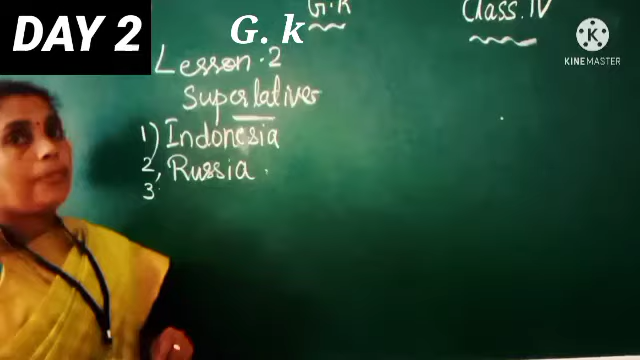 DAY 2
G. k
G.K
Class. IV
KINEMASTER
Lesson.2
Superlatives
1) Indonesia
2, Russia.
3.